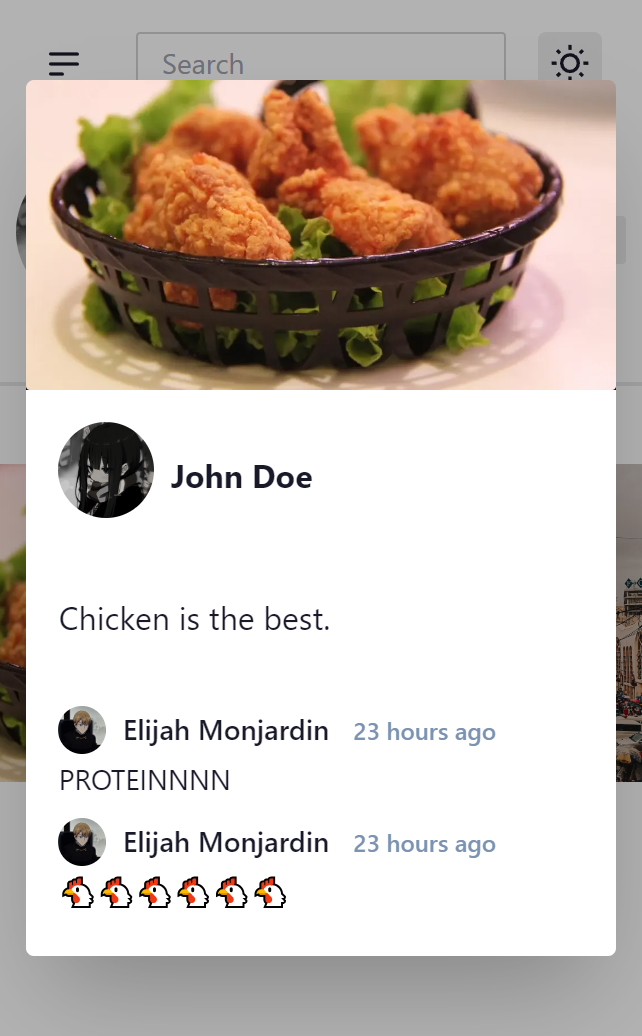 Search
John Doe
Chicken is the best.
Elijah Monjardin 23 hours ago
PROTEINNNN
Elijah Monjardin 23 hours ago
🐔🐔🐔🐔🐔🐔